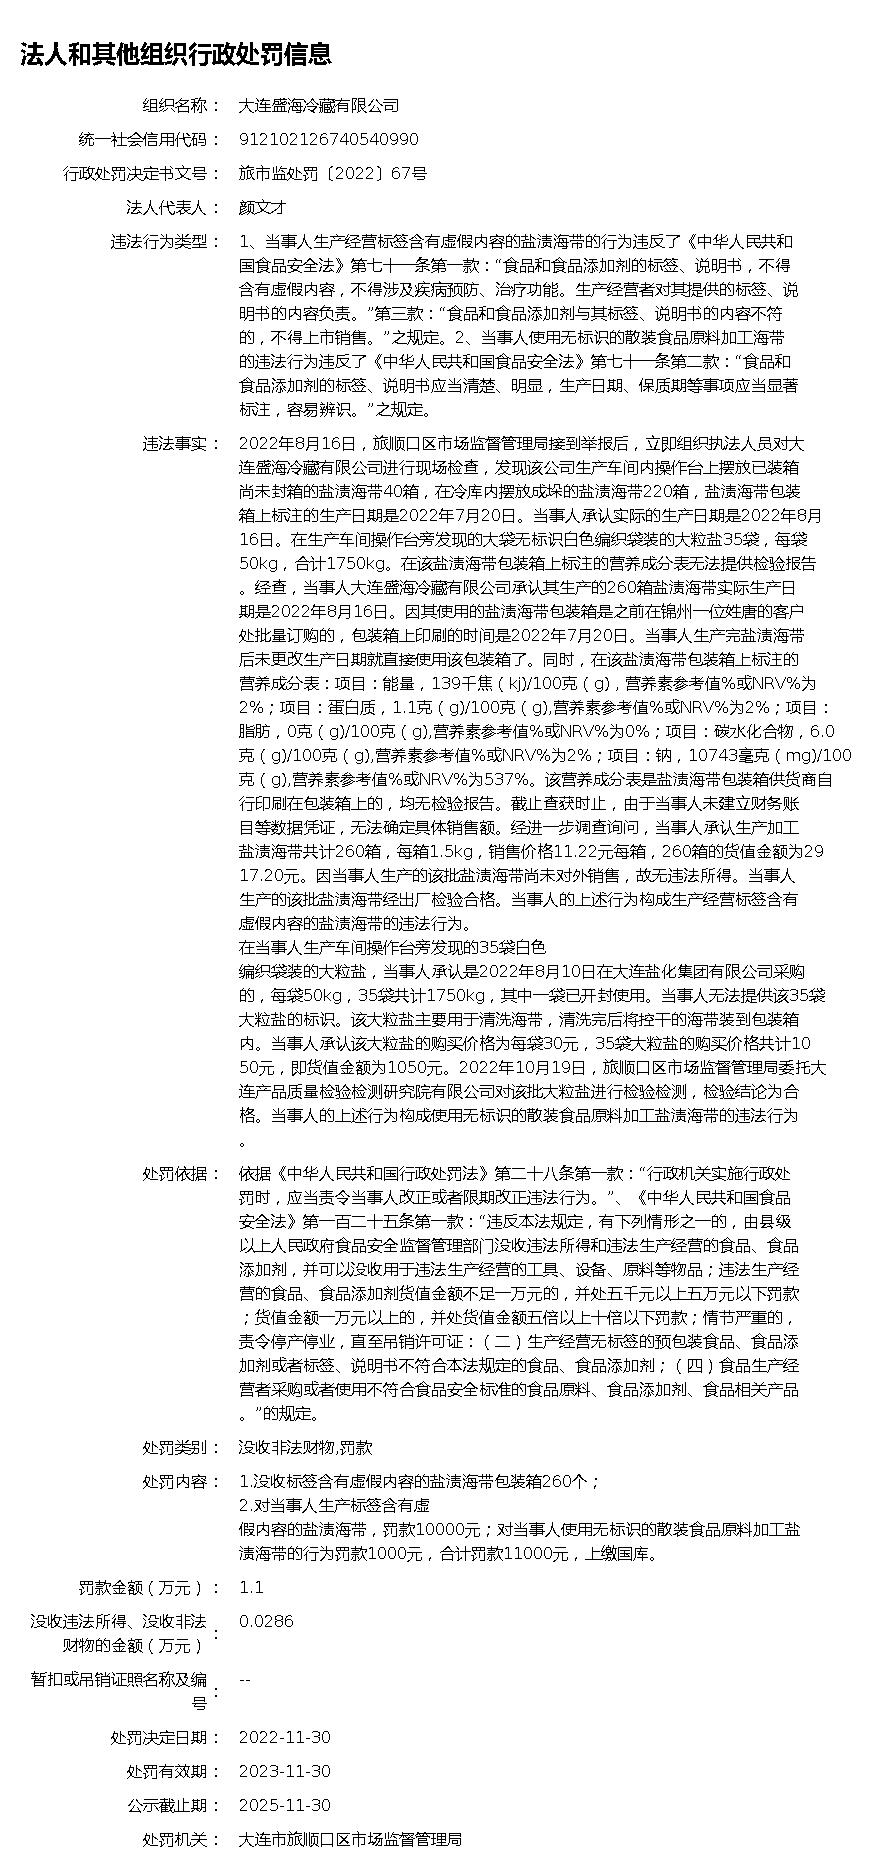 法人和其他组织行政处罚信息
组织名称： 大连盛海冷藏有限公司
统一社会信用代码： 912102126740540990
行政处罚决定书文号： 旅市监处罚〔2022〕67号
法人代表人： 颜文才
违法行为类型： 1、当事人生产经营标签含有虚假内容的盐渍海带的行为违反了《中华人民共和
国食品安全法》第七十一条第一款：“食品和食品添加剂的标签、说明书，不得
含有虚假内容，不得涉及疾病预防、治疗功能。生产经营者对其提供的标签、说
明书的内容负责。”第三款：“食品和食品添加剂与其标签、说明书的内容不符
的，不得上市销售。”之规定。2、当事人使用无标识的散装食品原料加工海带
的违法行为违反了《中华人民共和国食品安全法》第七十一条第二款：“食品和
食品添加剂的标签、说明书应当清楚、明显，生产日期、保质期等事项应当显著
标注，容易辨识。”之规定。
违法事实： 2022年8月16日，旅顺口区市场监督管理局接到举报后，立即组织执法人员对大
连盛海冷藏有限公司进行现场检查，发现该公司生产车间内操作台上摆放已装箱
尚未封箱的盐渍海带40箱，在冷库内摆放成垛的盐渍海带220箱，盐渍海带包装
箱上标注的生产日期是2022年7月20日。当事人承认实际的生产日期是2022年8月
16日。在生产车间操作台旁发现的大袋无标识白色编织袋装的大粒盐35袋，每袋
50kg，合计1750kg。在该盐渍海带包装箱上标注的营养成分表无法提供检验报告
。经查，当事人大连盛海冷藏有限公司承认其生产的260箱盐渍海带实际生产日
期是2022年8月16日。因其使用的盐渍海带包装箱是之前在锦州一位姓唐的客户
处批量订购的，包装箱上印刷的时间是2022年7月20日。当事人生产完盐渍海带
后未更改生产日期就直接使用该包装箱了。同时，在该盐渍海带包装箱上标注的
营养成分表：项目：能量，139千焦（kj)/100克（g)，营养素参考值%或NRV%为
2%；项目：蛋白质，1.1克（g)/100克（g),营养素参考值%或NRV%为2%；项目：
脂肪，0克（g)/100克（g),营养素参考值%或NRV%为0%；项目：碳水化合物，6.0
克（g)/100克（g),营养素参考值%或NRV%为2%；项目：钠，10743毫克（mg)/100
克（g),营养素参考值%或NRV%为537%。该营养成分表是盐渍海带包装箱供货商自
行印刷在包装箱上的，均无检验报告。截止查获时止，由于当事人未建立财务账
目等数据凭证，无法确定具体销售额。经进一步调查询问，当事人承认生产加工
盐渍海带共计260箱，每箱1.5kg，销售价格11.22元每箱，260箱的货值金额为29
17.20元。因当事人生产的该批盐渍海带尚未对外销售，故无违法所得。当事人
生产的该批盐渍海带经出厂检验合格。当事人的上述行为构成生产经营标签含有
虚假内容的盐渍海带的违法行为。
在当事人生产车间操作台旁发现的35袋白色
编织袋装的大粒盐，当事人承认是2022年8月10日在大连盐化集团有限公司采购
的，每袋50kg，35袋共计1750kg，其中一袋已开封使用。当事人无法提供该35袋
大粒盐的标识。该大粒盐主要用于清洗海带，清洗完后将控干的海带装到包装箱
内。当事人承认该大粒盐的购买价格为每袋30元，35袋大粒盐的购买价格共计10
50元，即货值金额为1050元。2022年10月19日，旅顺口区市场监督管理局委托大
连产品质量检验检测研究院有限公司对该批大粒盐进行检验检测，检验结论为合
格。当事人的上述行为构成使用无标识的散装食品原料加工盐渍海带的违法行为
。
处罚依据： 依据《中华人民共和国行政处罚法》第二十八条第一款：“行政机关实施行政处
罚时，应当责令当事人改正或者限期改正违法行为。”、《中华人民共和国食品
安全法》第一百二十五条第一款：“违反本法规定，有下列情形之一的，由县级
以上人民政府食品安全监督管理部门没收违法所得和违法生产经营的食品、食品
添加剂，并可以没收用于违法生产经营的工具、设备、原料等物品；违法生产经
营的食品、食品添加剂货值金额不足一万元的，并处五千元以上五万元以下罚款
；货值金额一万元以上的，并处货值金额五倍以上十倍以下罚款；情节严重的，
责令停产停业，直至吊销许可证：（二）生产经营无标签的预包装食品、食品添
加剂或者标签、说明书不符合本法规定的食品、食品添加剂；（四）食品生产经
营者采购或者使用不符合食品安全标准的食品原料、食品添加剂、食品相关产品
。”的规定。
处罚类别： 没收非法财物,罚款
处罚内容： 1.没收标签含有虚假内容的盐渍海带包装箱260个；
2.对当事人生产标签含有虚
假内容的盐渍海带，罚款10000元；对当事人使用无标识的散装食品原料加工盐
渍海带的行为罚款1000元，合计罚款11000元，上缴国库。
罚款金额（万元）： 1.1
没收违法所得、没收非法
财物的金额（万元）： 0.0286
暂扣或吊销证照名称及编
号： --
处罚决定日期： 2022-11-30
处罚有效期： 2023-11-30
公示截止期： 2025-11-30
处罚机关： 大连市旅顺口区市场监督管理局